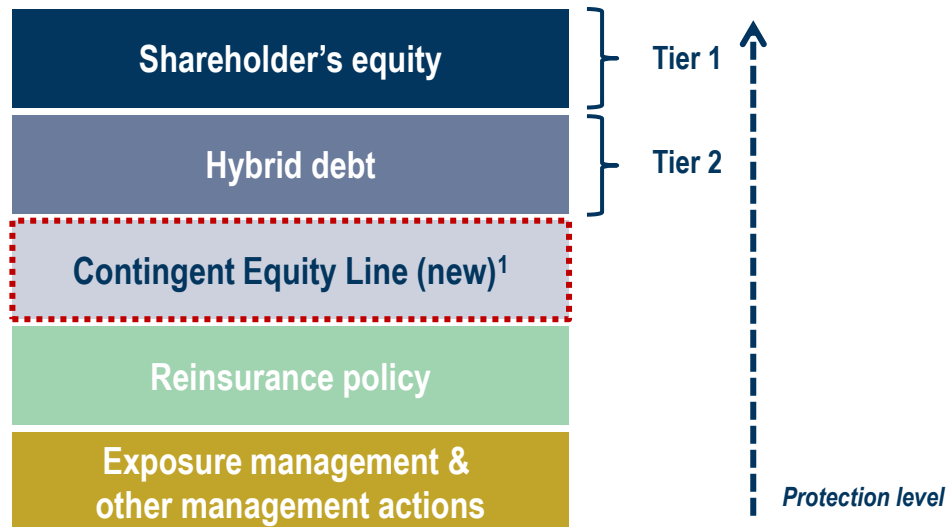 Shareholder’s equity
Tier 1
Hybrid debt
Tier 2
Contingent Equity Line (new)1
Reinsurance policy
Exposure management &
other management actions
Protection level